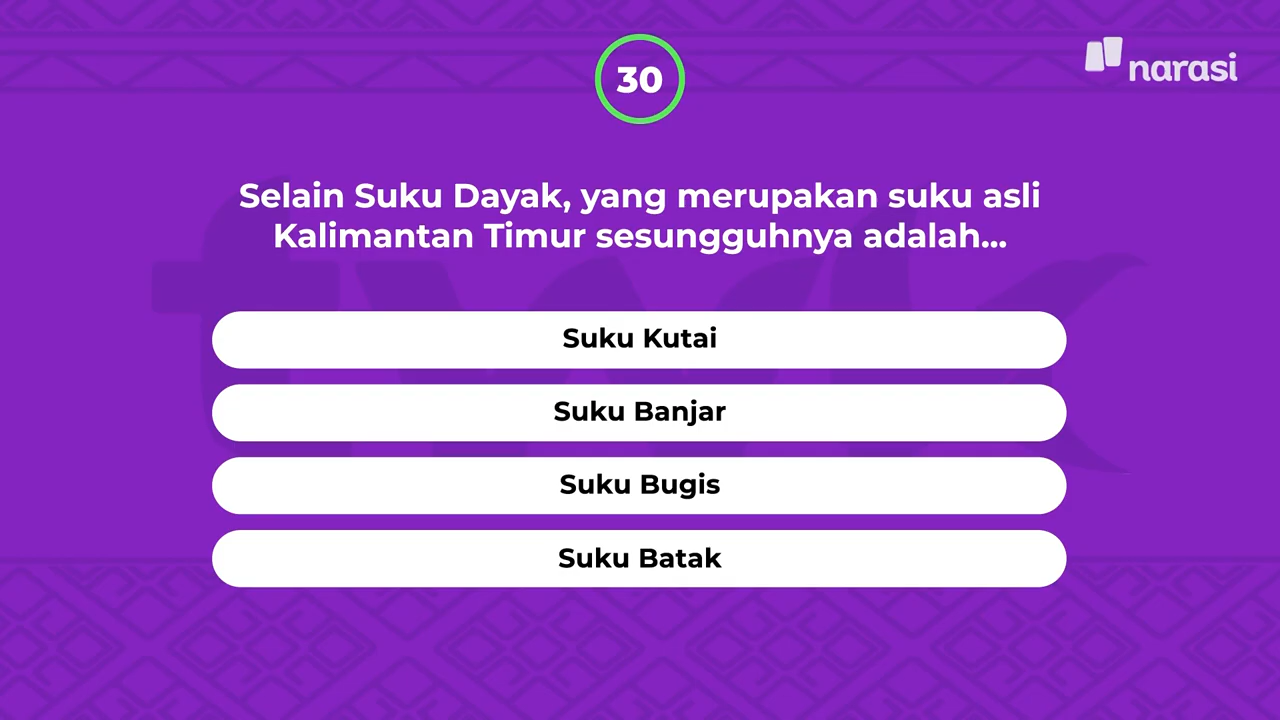 30
narasi
Selain Suku Dayak, yang merupakan suku asli
Kalimantan Timur sesungguhnya adalah...
Suku Kutai
Suku Banjar
Suku Bugis
Suku Batak